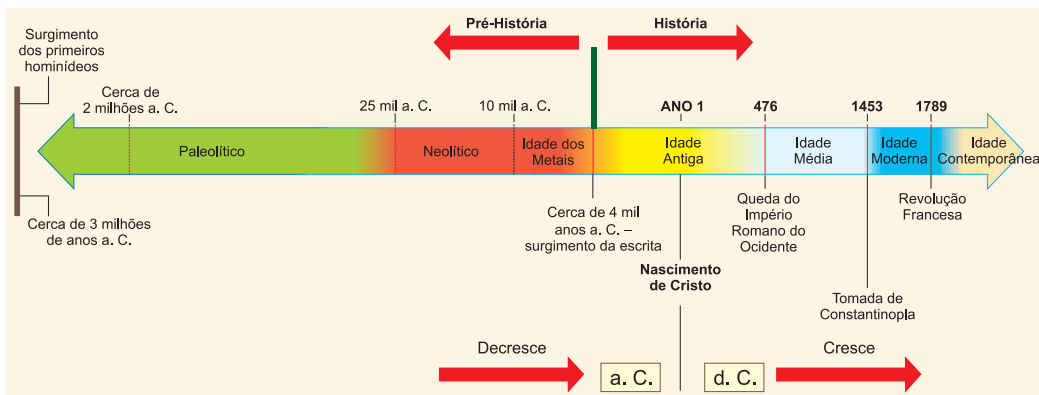 Pré-História
História
Surgimento
dos primeiros
hominídeos
Cerca de
2 milhões a. C.
25 mil a. C.
10 mil a. C.
ANO 1
476
1453
1789
Paleolítico
Neolítico
Idade dos
Metais
Idade
Antiga
Idade
Média
Idade
Moderna
Idade
Contemporânea
Cerca de 3 milhões
de anos a. C.
Cerca de 4 mil
anos a. C. –
surgimento da escrita
Queda do
Império
Romano do
Ocidente
Revolução
Francesa
Nascimento
de Cristo
Tomada de
Constantinopla
Decresce
a. C.
d. C.
Cresce